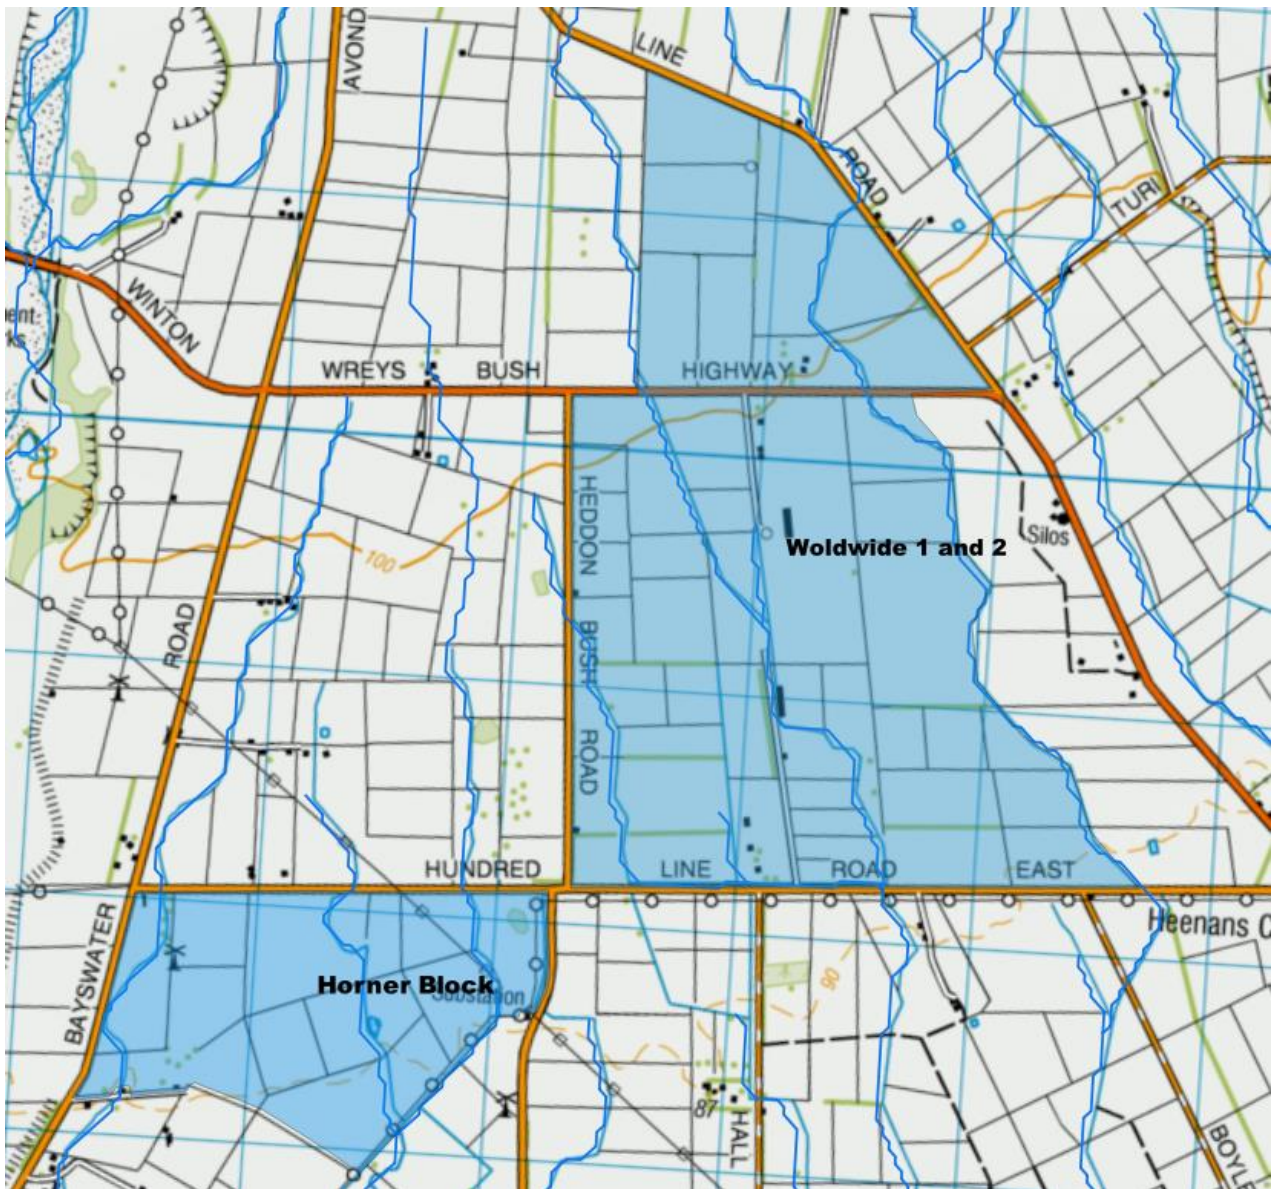 LINE
AVOND
ROAD
TURI
WINTON
WREYS BUSH HIGHWAY
HEDDON BUSH ROAD
100
Silos
Woldwide 1 and 2
ROAD
HUNDRED LINE ROAD EAST
BAYSWATER
Horner Block
Substation
Heenans C
90
87
HALL
BOYLE